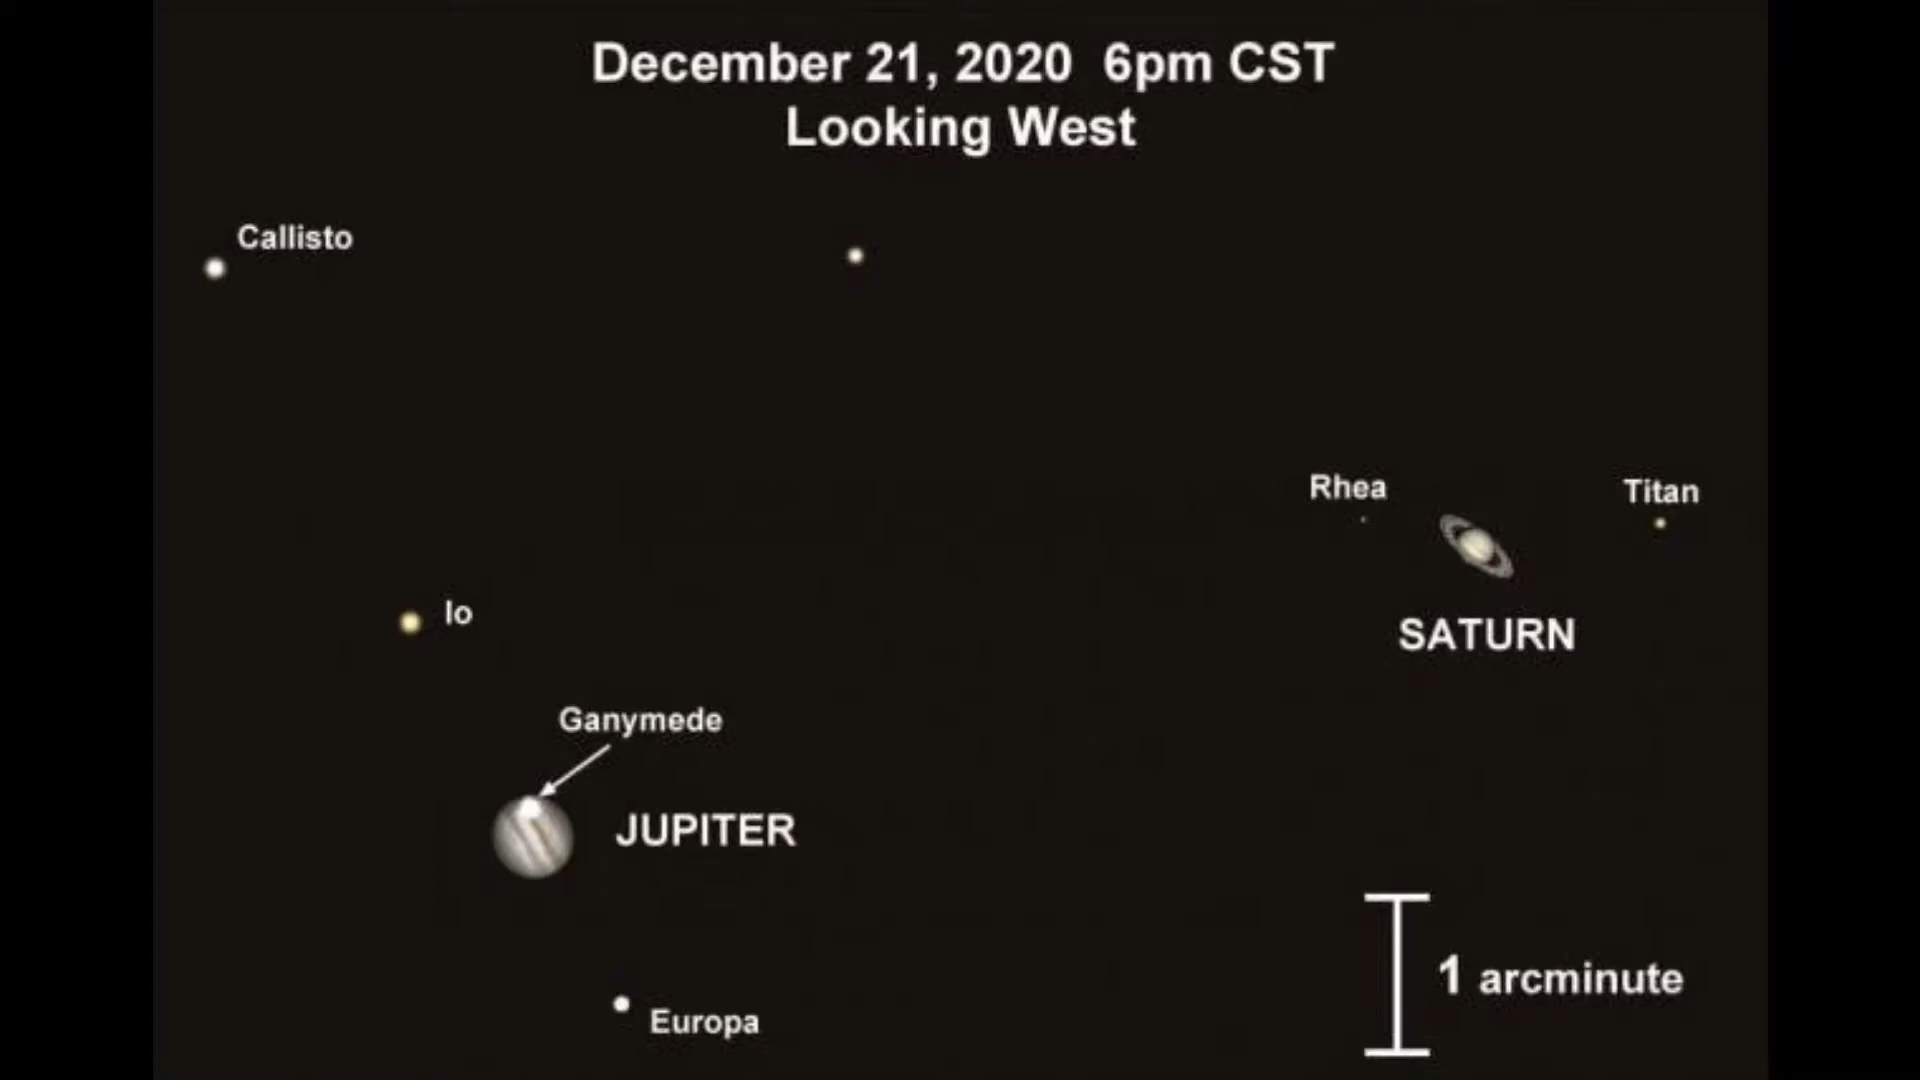 December 21, 2020 6pm CST
Looking West
Callisto
Rhea
Titan
Io
SATURN
Ganymede
JUPITER
1 arcminute
Europa